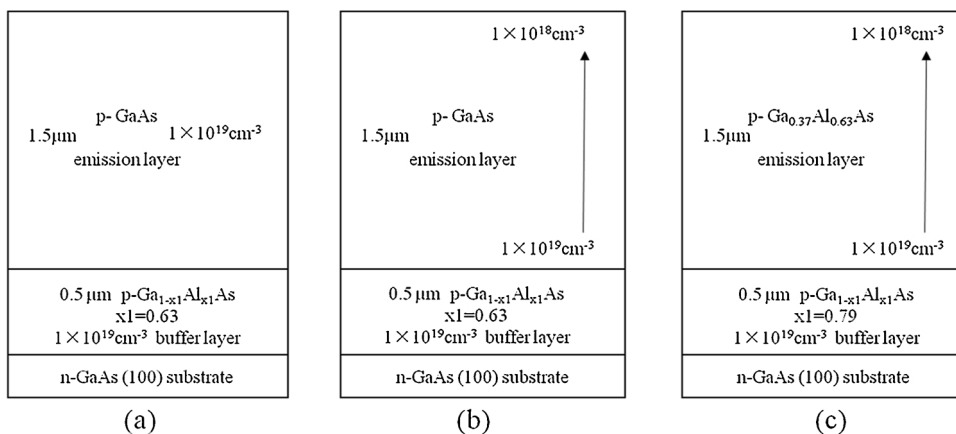 p- GaAs
1.5μm 1×10¹⁹cm⁻³
emission layer
0.5 μm p-Ga₁₋ₓ₁Alₓ₁As
x1=0.63
1×10¹⁹cm⁻³ buffer layer
n-GaAs (100) substrate
(a)
1×10¹⁸cm⁻³
p- GaAs
1.5μm
emission layer
1×10¹⁹cm⁻³
0.5 μm p-Ga₁₋ₓ₁Alₓ₁As
x1=0.63
1×10¹⁹cm⁻³ buffer layer
n-GaAs (100) substrate
(b)
1×10¹⁸cm⁻³
p- Ga₀.₃₇Al₀.₆₃As
1.5μm
emission layer
1×10¹⁹cm⁻³
0.5 μm p-Ga₁₋ₓ₁Alₓ₁As
x1=0.79
1×10¹⁹cm⁻³ buffer layer
n-GaAs (100) substrate
(c)